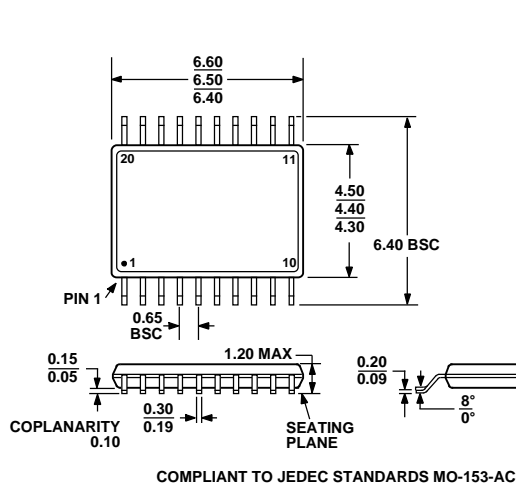 6.60
6.50
6.40
20 11
4.50
4.40
4.30
6.40 BSC
1 10
PIN 1
0.65
BSC
1.20 MAX
0.15
0.05
0.20
0.09
0.30
0.19
8°
0°
COPLANARITY
0.10
SEATING
PLANE
COMPLIANT TO JEDEC STANDARDS MO-153-AC